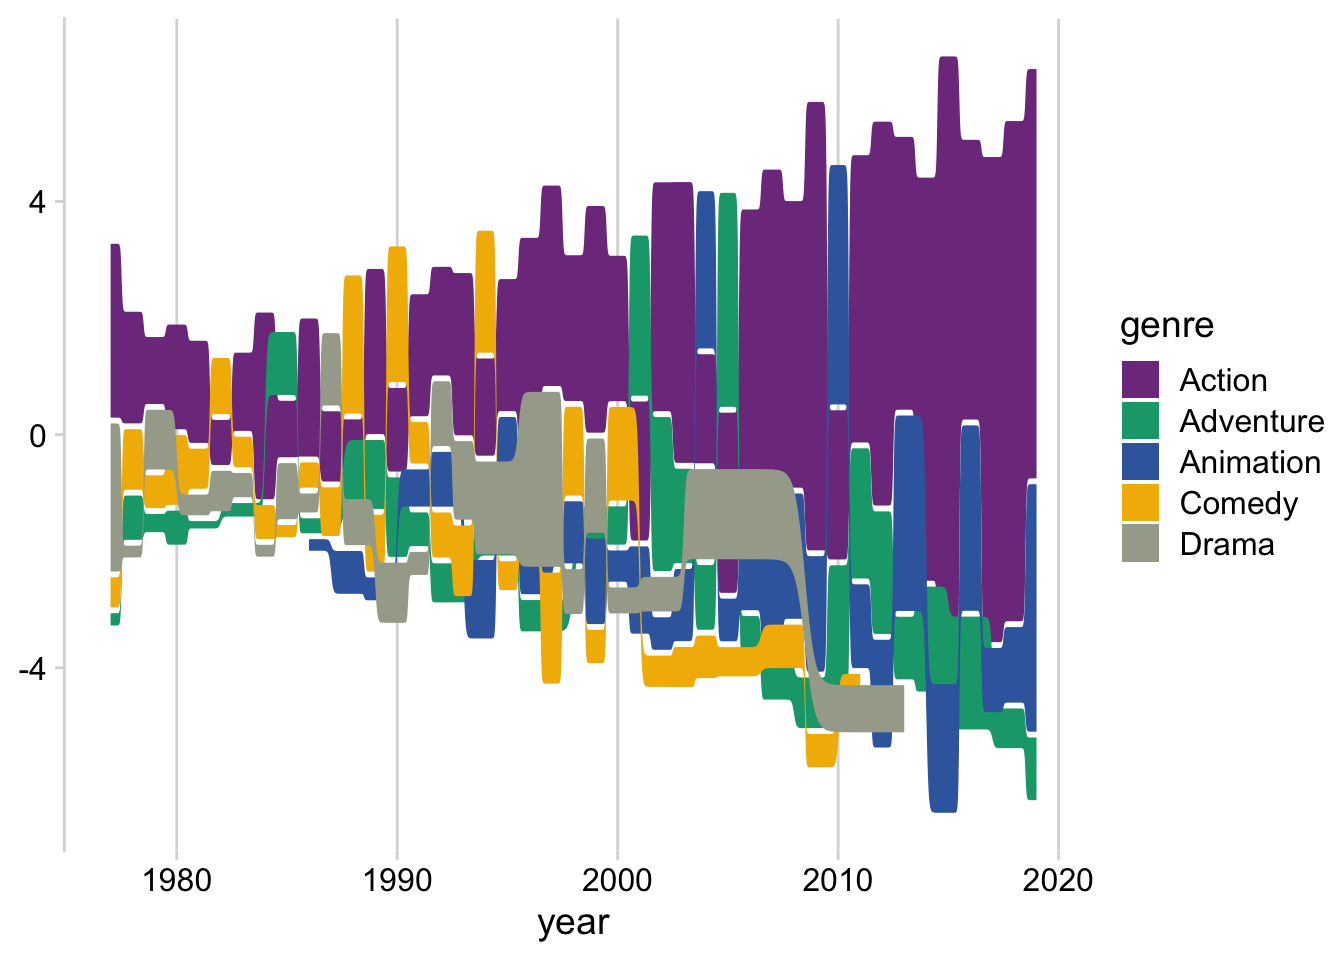 4
0
-4
1980
1990
2000
2010
2020
year
genre
Action
Adventure
Animation
Comedy
Drama